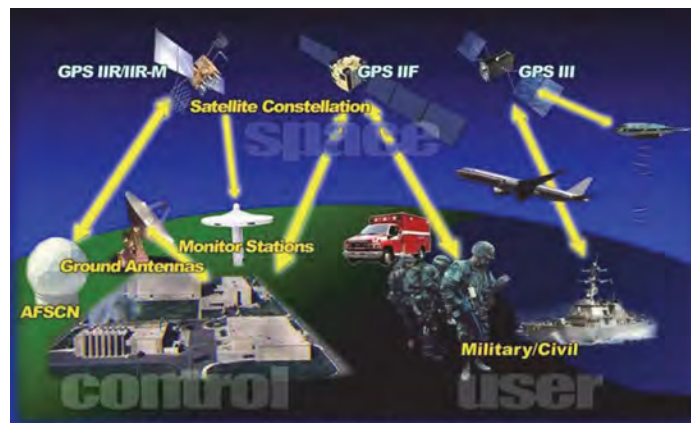 GPS IIR/IIR-M
GPS IIF
GPS III
Satellite Constellation
space
Monitor Stations
Ground Antennas
AFSCN
Military/Civil
control
user